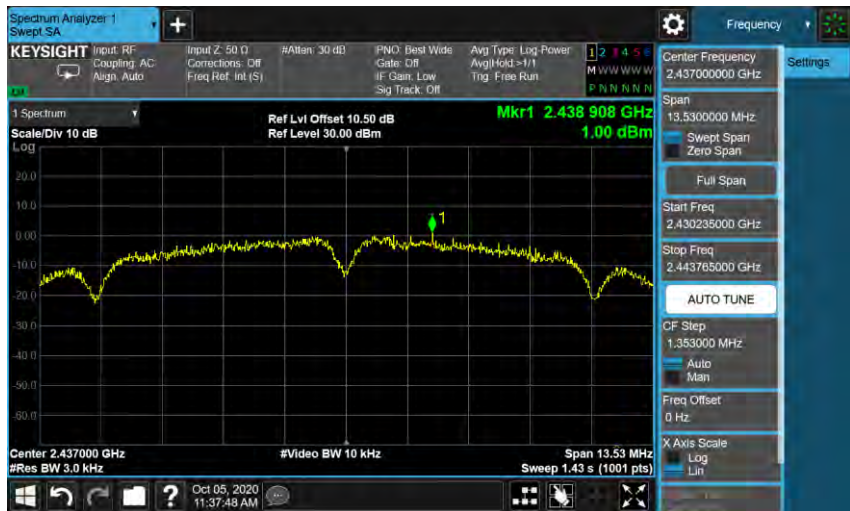 Spectrum Analyzer 1
Swept SA
+
Frequency
KEYSIGHT
Input: RF
Coupling: AC
Align: Auto
Input Z: 50 Ω
Corrections: Off
Freq Ref: Int (S)
#Atten: 30 dB
PNO: Best Wide
Gate: Off
IF Gain: Low
Sig Track: Off
Avg Type: Log-Power
Avg|Hold:>1/1
Trig: Free Run
1 2 3 4 5 6
M W W W W W
P N N N N N
1 Spectrum
Scale/Div 10 dB
Log
Ref Lvl Offset 10.50 dB
Ref Level 30.00 dBm
Mkr1 2.438 908 GHz
1.00 dBm
20.0
10.0
0.00
-10.0
-20.0
-30.0
-40.0
-50.0
-60.0
1
Center 2.437000 GHz
#Res BW 3.0 kHz
#Video BW 10 kHz
Span 13.53 MHz
Sweep 1.43 s (1001 pts)
Center Frequency
2.437000000 GHz
Settings
Span
13.5300000 MHz
Swept Span
Zero Span
Full Span
Start Freq
2.430235000 GHz
Stop Freq
2.443765000 GHz
AUTO TUNE
CF Step
1.353000 MHz
Auto
Man
Freq Offset
0 Hz
X Axis Scale
Log
Lin
?
Oct 05, 2020
11:37:48 AM